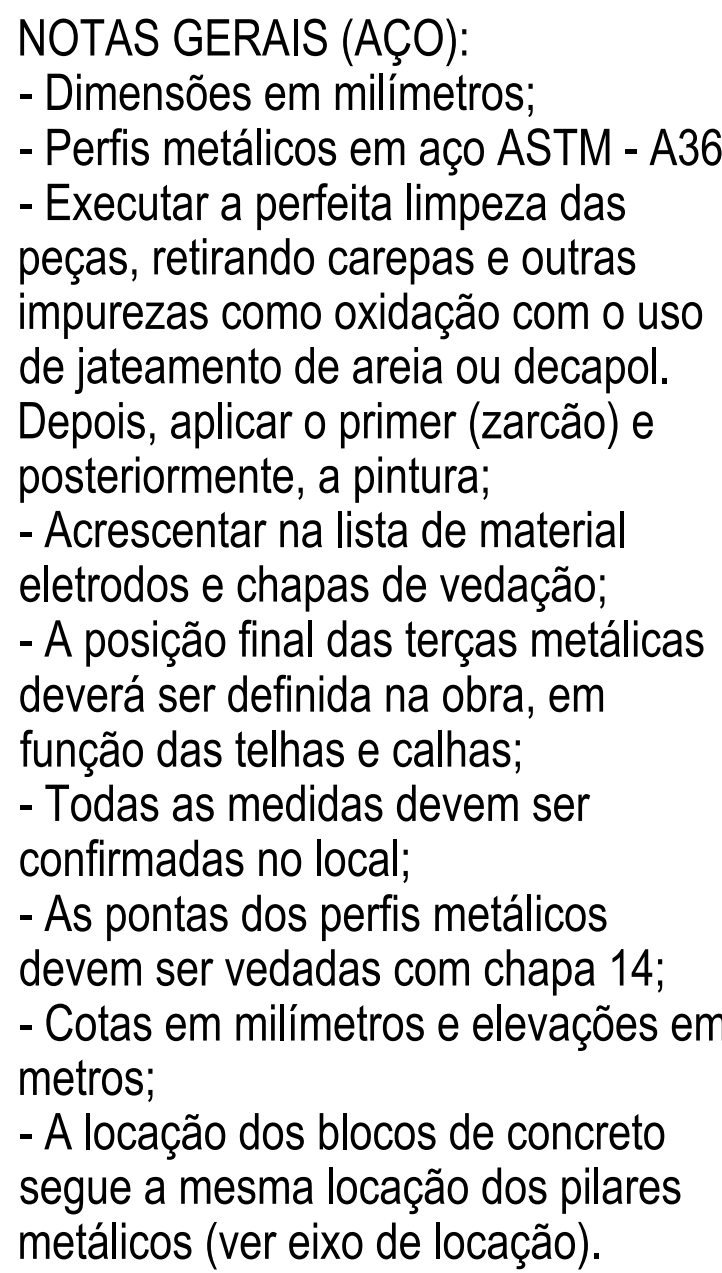 NOTAS GERAIS (AÇO):
- Dimensões em milímetros;
- Perfis metálicos em aço ASTM - A36
- Executar a perfeita limpeza das
peças, retirando carepas e outras
impurezas como oxidação com o uso
de jateamento de areia ou decapol.
Depois, aplicar o primer (zarcão) e
posteriormente, a pintura;
- Acrescentar na lista de material
eletrodos e chapas de vedação;
- A posição final das terças metálicas
deverá ser definida na obra, em
função das telhas e calhas;
- Todas as medidas devem ser
confirmadas no local;
- As pontas dos perfis metálicos
devem ser vedadas com chapa 14;
- Cotas em milímetros e elevações em
metros;
- A locação dos blocos de concreto
segue a mesma locação dos pilares
metálicos (ver eixo de locação).